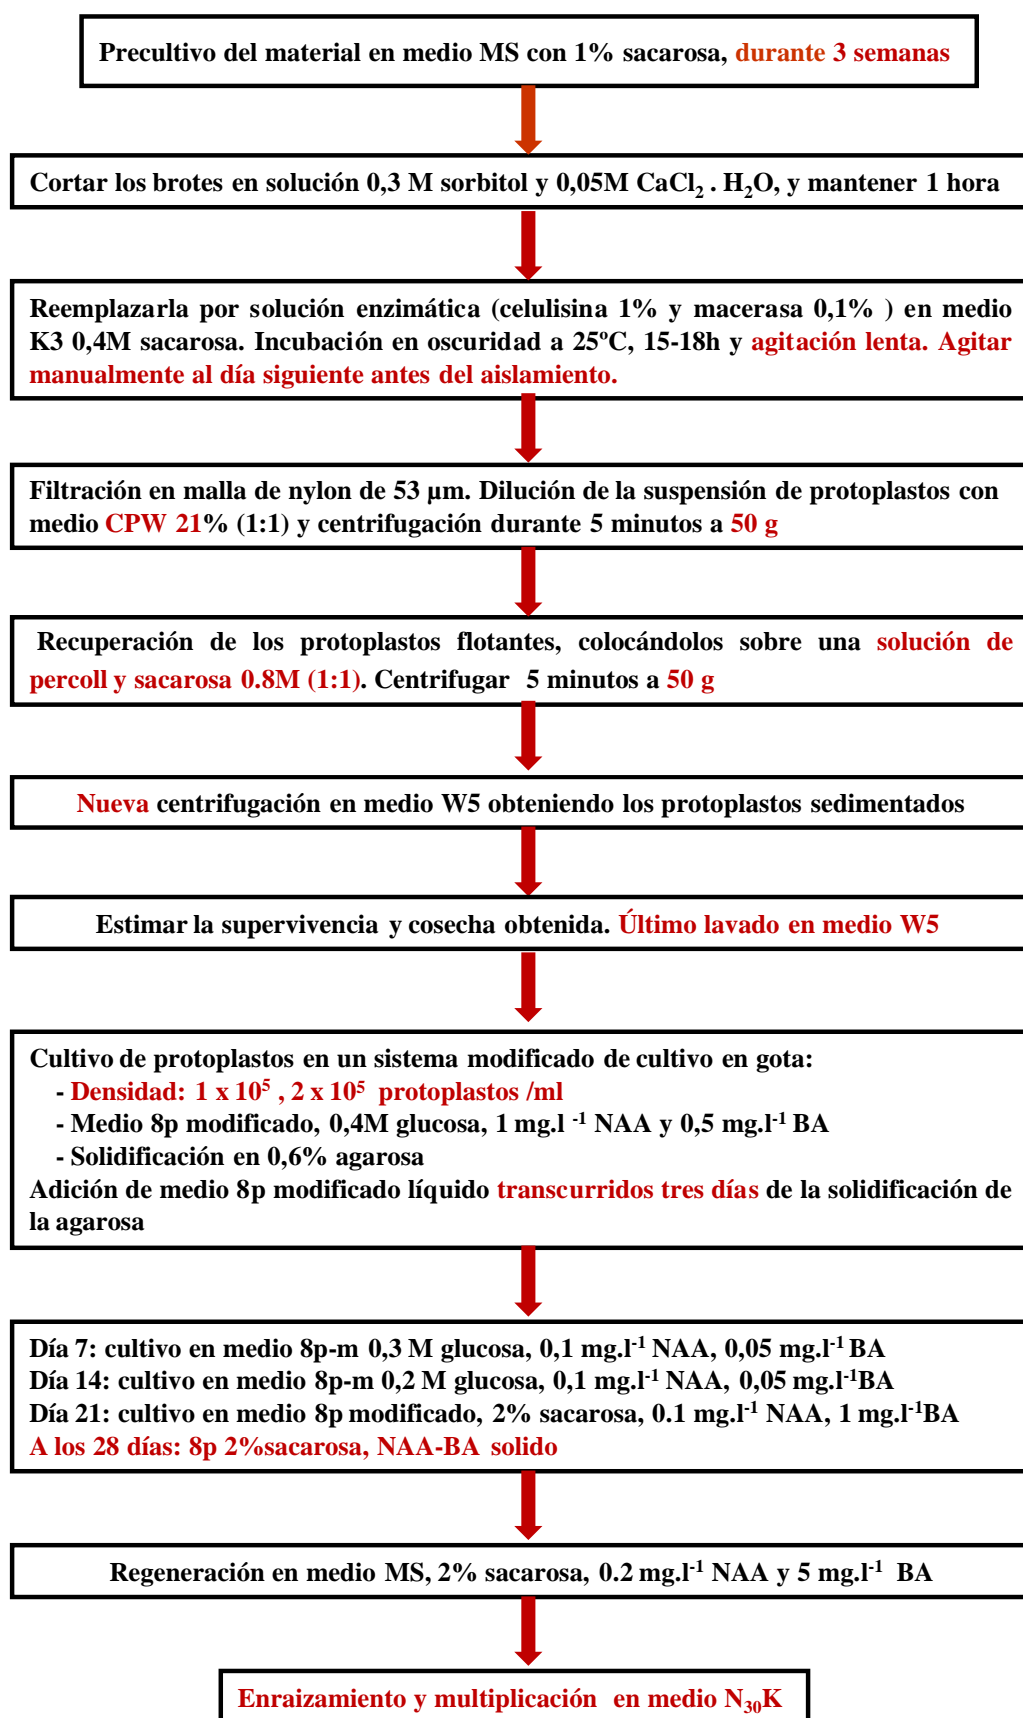 Precultivo del material en medio MS con 1% sacarosa, durante 3 semanas
Cortar los brotes en solución 0,3 M sorbitol y 0,05M CaCl₂ . H₂O, y mantener 1 hora
Reemplazarla por solución enzimática (celulisina 1% y macerasa 0,1% ) en medio
K3 0,4M sacarosa. Incubación en oscuridad a 25ºC, 15-18h y agitación lenta. Agitar
manualmente al día siguiente antes del aislamiento.
Filtración en malla de nylon de 53 µm. Dilución de la suspensión de protoplastos con
medio CPW 21% (1:1) y centrifugación durante 5 minutos a 50 g
Recuperación de los protoplastos flotantes, colocándolos sobre una solución de
percoll y sacarosa 0.8M (1:1). Centrifugar 5 minutos a 50 g
Nueva centrifugación en medio W5 obteniendo los protoplastos sedimentados
Estimar la supervivencia y cosecha obtenida. Último lavado en medio W5
Cultivo de protoplastos en un sistema modificado de cultivo en gota:
- Densidad: 1 x 10⁵ , 2 x 10⁵ protoplastos /ml
- Medio 8p modificado, 0,4M glucosa, 1 mg.l ⁻¹ NAA y 0,5 mg.l⁻¹ BA
- Solidificación en 0,6% agarosa
Adición de medio 8p modificado líquido transcurridos tres días de la solidificación de
la agarosa
Día 7: cultivo en medio 8p-m 0,3 M glucosa, 0,1 mg.l⁻¹ NAA, 0,05 mg.l⁻¹ BA
Día 14: cultivo en medio 8p-m 0,2 M glucosa, 0,1 mg.l⁻¹ NAA, 0,05 mg.l⁻¹BA
Día 21: cultivo en medio 8p modificado, 2% sacarosa, 0.1 mg.l⁻¹ NAA, 1 mg.l⁻¹BA
A los 28 días: 8p 2%sacarosa, NAA-BA solido
Regeneración en medio MS, 2% sacarosa, 0.2 mg.l⁻¹ NAA y 5 mg.l⁻¹ BA
Enraizamiento y multiplicación en medio N₃₀K